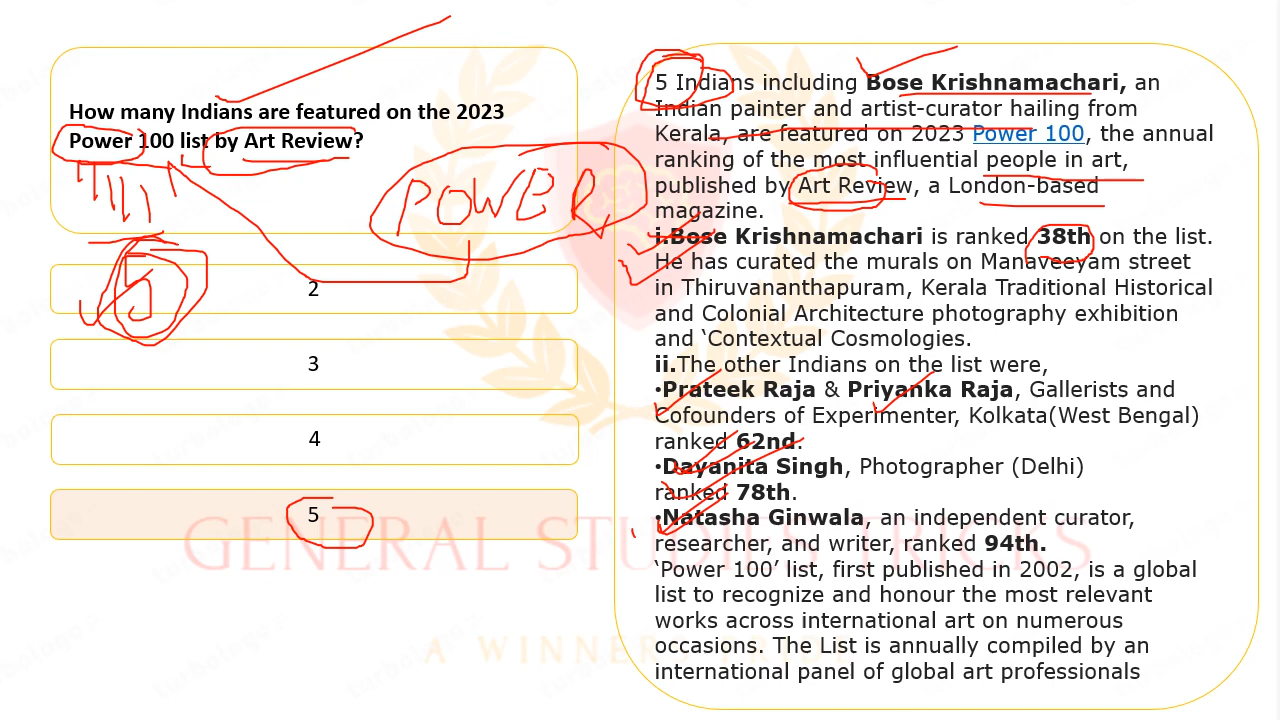 How many Indians are featured on the 2023
Power 100 list by Art Review?
POWER
5
2
3
4
5
5 Indians including Bose Krishnamachari, an
Indian painter and artist-curator hailing from
Kerala, are featured on 2023 Power 100, the annual
ranking of the most influential people in art,
published by Art Review, a London-based
magazine.
i.Bose Krishnamachari is ranked 38th on the list.
He has curated the murals on Manaveeyam street
in Thiruvananthapuram, Kerala Traditional Historical
and Colonial Architecture photography exhibition
and ‘Contextual Cosmologies.
ii.The other Indians on the list were,
•Prateek Raja & Priyanka Raja, Gallerists and
Cofounders of Experimenter, Kolkata(West Bengal)
ranked 62nd.
•Dayanita Singh, Photographer (Delhi)
ranked 78th.
•Natasha Ginwala, an independent curator,
researcher, and writer, ranked 94th.
‘Power 100’ list, first published in 2002, is a global
list to recognize and honour the most relevant
works across international art on numerous
occasions. The List is annually compiled by an
international panel of global art professionals
GENERAL STUDIES TRICKS
A WINNER